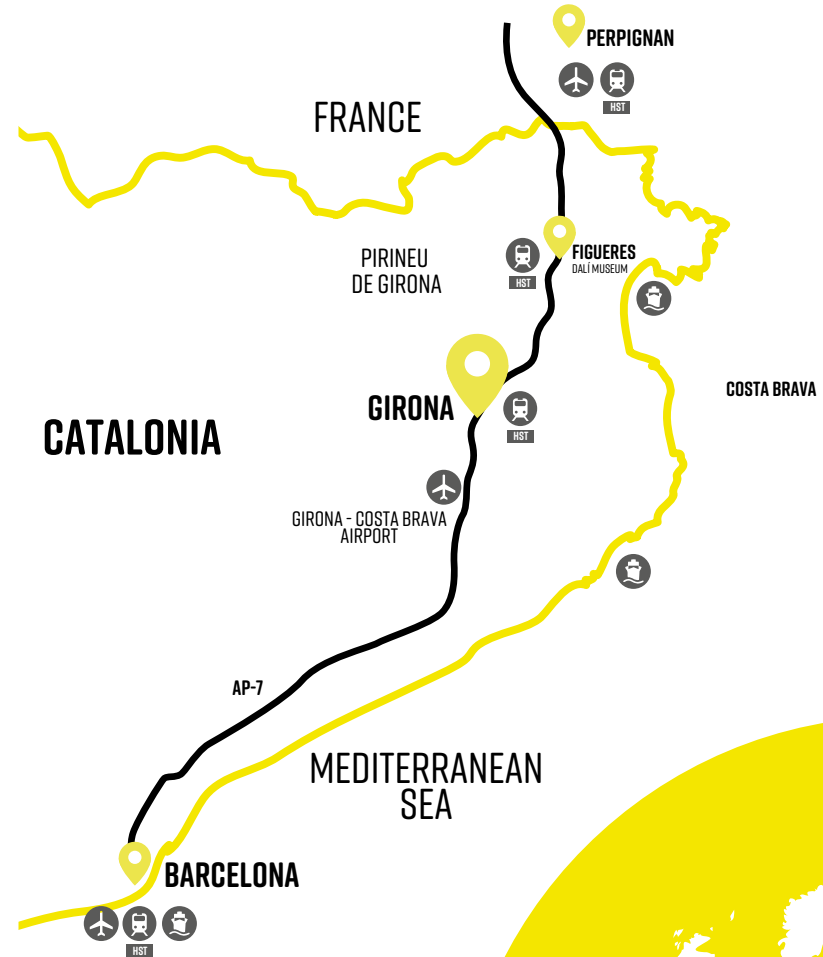 PERPIGNAN
HST
FRANCE
PIRINEU
DE GIRONA
HST
FIGUERES
DALÍ MUSEUM
GIRONA
HST
COSTA BRAVA
CATALONIA
GIRONA - COSTA BRAVA
AIRPORT
AP-7
MEDITERRANEAN
SEA
BARCELONA
HST